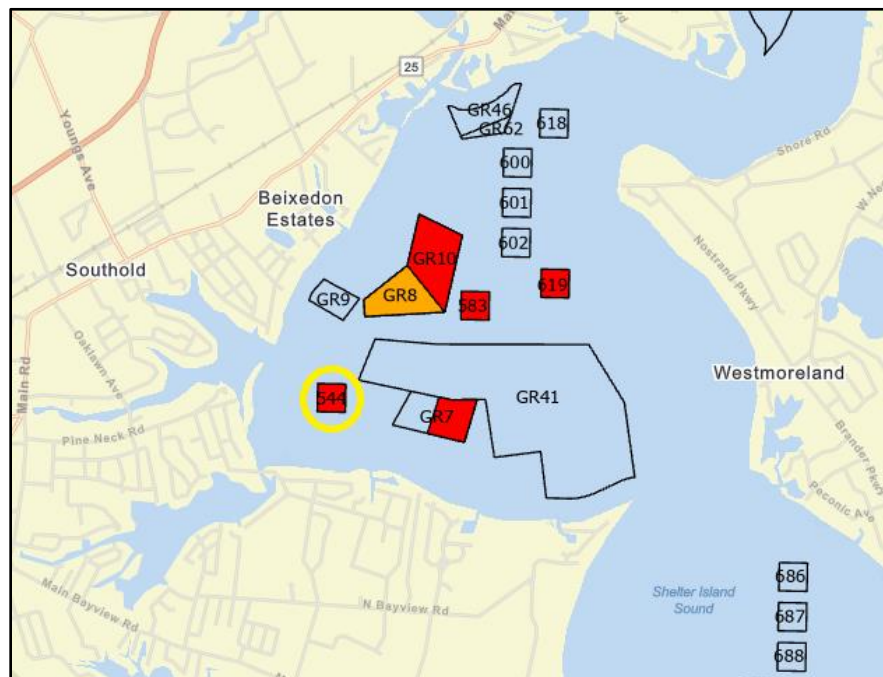 25
Youngs Ave
GR46
GR62
618
Shore Rd
600
Beixedon
Estates
601
602
Nostrand Pkwy
Southold
GR10
GR9
GR8
583
619
Oaklawn Ave
Main Rd
Westmoreland
544
GR7
GR41
Pine Neck Rd
Brander Pkwy
Peconic Ave
Main Bayview Rd
N Bayview Rd
Shelter Island
Sound
686
687
688